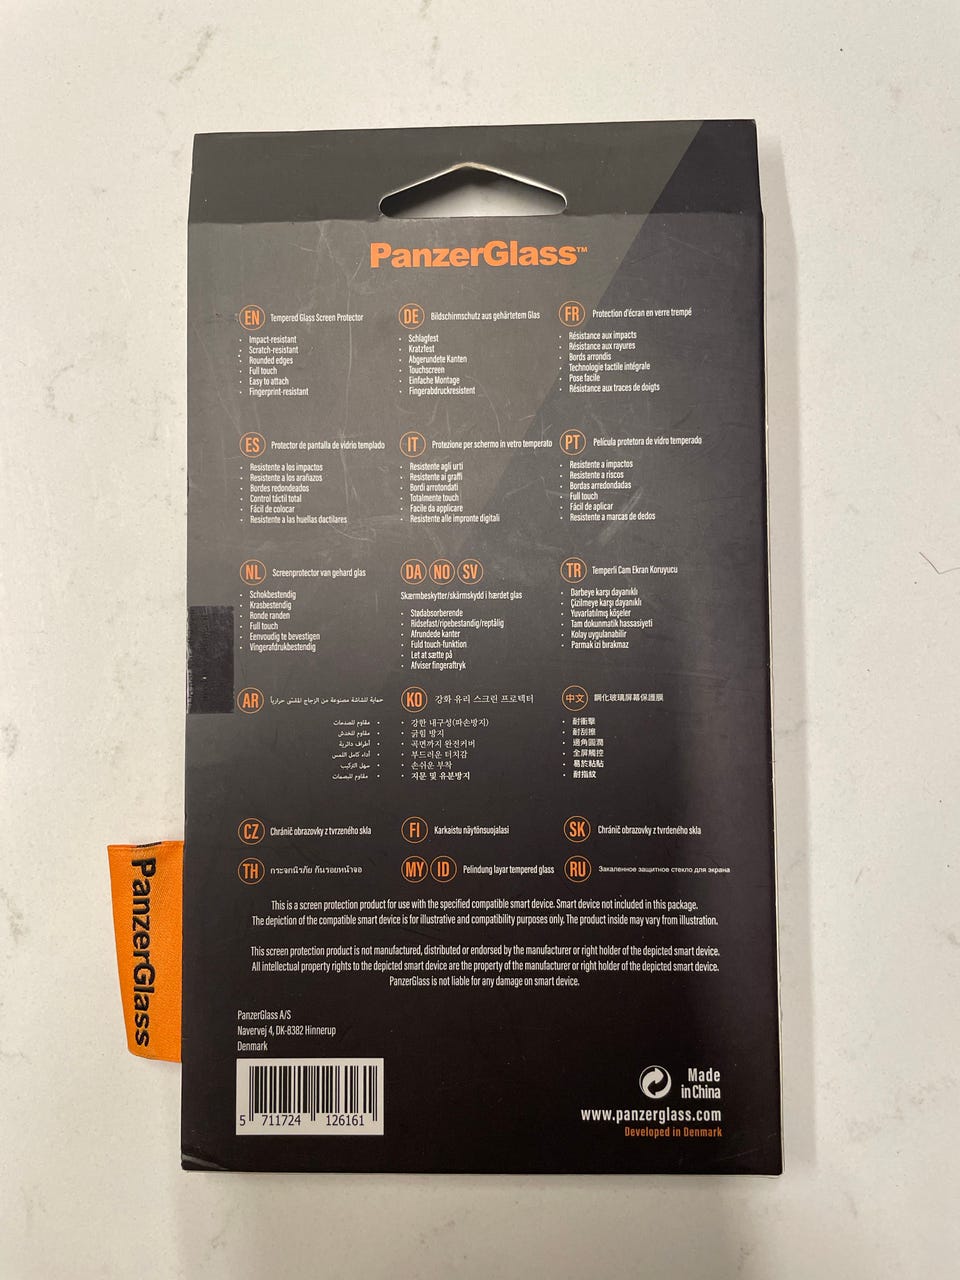 PanzerGlass™
EN Tempered Glass Screen Protector
· Impact-resistant
· Scratch-resistant
· Rounded edges
· Full touch
· Easy to attach
· Fingerprint-resistant
DE Bildschirmschutz aus gehärtetem Glas
· Schlagfest
· Kratzfest
· Abgerundete Kanten
· Touchscreen
· Einfache Montage
· Fingerabdruckresistent
FR Protection d'écran en verre trempé
· Résistance aux impacts
· Résistance aux rayures
· Bords arrondis
· Technologie tactile intégrale
· Pose facile
· Résistance aux traces de doigts
ES Protector de pantalla de vidrio templado
· Resistente a los impactos
· Resistente a los arañazos
· Bordes redondeados
· Control táctil total
· Fácil de colocar
· Resistente a las huellas dactilares
IT Protezione per schermo in vetro temperato
· Resistente agli urti
· Resistente ai graffi
· Bordi arrotondati
· Totalmente touch
· Facile da applicare
· Resistente alle impronte digitali
PT Película protetora de vidro temperado
· Resistente a impactos
· Resistente a riscos
· Bordas arredondadas
· Full touch
· Fácil de aplicar
· Resistente a marcas de dedos
NL Screenprotector van gehard glas
· Schokbestendig
· Krasbestendig
· Ronde randen
· Full touch
· Eenvoudig te bevestigen
· Vingerafdrukbestendig
DA NO SV
Skærmbeskytter/skärmskydd i hærdet glas
· Stødabsorberende
· Ridsefast/ripebestandig/reptålig
· Afrundede kanter
· Fuld touch-funktion
· Let at sætte på
· Afviser fingeraftryk
TR Temperli Cam Ekran Koruyucu
· Darbeye karşı dayanıklı
· Çizilmeye karşı dayanıklı
· Yuvarlatılmış köşeler
· Tam dokunmatik hassasiyeti
· Kolay uygulanabilir
· Parmak izi bırakmaz
AR حماية للشاشة مصنوعة من الزجاج المقسّى حرارياً
· مقاوم للصدمات
· مقاوم للخدش
· أطراف دائرية
· أداء كامل اللمس
· سهل التركيب
· مقاوم للبصمات
KO 강화 유리 스크린 프로텍터
· 강한 내구성(파손방지)
· 긁힘 방지
· 곡면까지 완전커버
· 부드러운 터치감
· 손쉬운 부착
· 지문 및 유분방지
中文 鋼化玻璃屏幕保護膜
· 耐衝擊
· 耐刮擦
· 邊角圓潤
· 全屏觸控
· 易於粘貼
· 耐指紋
CZ Chránič obrazovky z tvrzeného skla
FI Karkaistu näytönsuojalasi
SK Chránič obrazovky z tvrdeného skla
TH กระจกนิรภัย กันรอยหน้าจอ
MY ID Pelindung layar tempered glass
RU Закаленное защитное стекло для экрана
This is a screen protection product for use with the specified compatible smart device. Smart device not included in this package.
The depiction of the compatible smart device is for illustrative and compatibility purposes only. The product inside may vary from illustration.
This screen protection product is not manufactured, distributed or endorsed by the manufacturer or right holder of the depicted smart device.
All intellectual property rights to the depicted smart device are the property of the manufacturer or right holder of the depicted smart device.
PanzerGlass is not liable for any damage on smart device.
PanzerGlass
PanzerGlass A/S
Navervej 4, DK-8382 Hinnerup
Denmark
5 711724 126161
Made
in China
www.panzerglass.com
Developed in Denmark